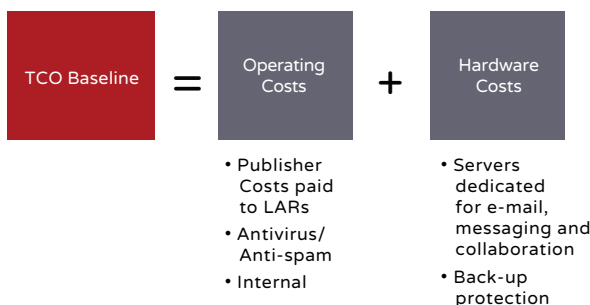 TCO Baseline
=
Operating
Costs
+
Hardware
Costs
• Publisher
Costs paid
to LARs
• Antivirus/
Anti-spam
• Internal
• Servers
dedicated
for e-mail,
messaging and
collaboration
• Back-up
protection